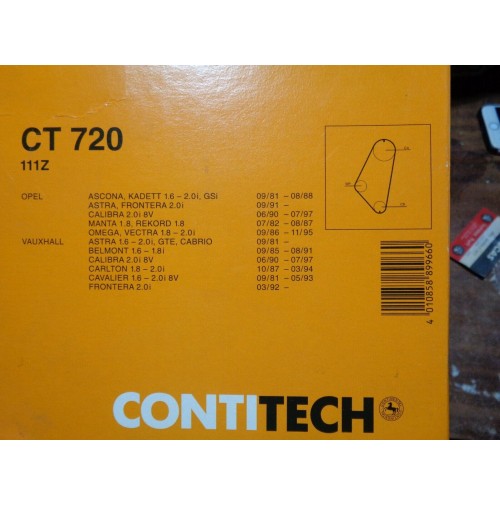 CT 720
111Z
OPEL ASCONA, KADETT 1.6 – 2.0i, GSi 09/81 – 08/88
ASTRA, FRONTERA 2.0i 09/91 –
CALIBRA 2.0i 8V 06/90 – 07/97
MANTA 1.8, REKORD 1.8 07/82 – 08/87
OMEGA, VECTRA 1.8 – 2.0i 09/86 – 11/95
VAUXHALL ASTRA 1.6 – 2.0i, GTE, CABRIO 09/81 –
BELMONT 1.6 – 1.8i 09/85 – 08/91
CALIBRA 2.0i 8V 06/90 – 07/97
CARLTON 1.8 – 2.0i 10/87 – 03/94
CAVALIER 1.6 – 2.0i 8V 09/81 – 05/93
FRONTERA 2.0i 03/92 –
4 010858 899660
CONTITECH